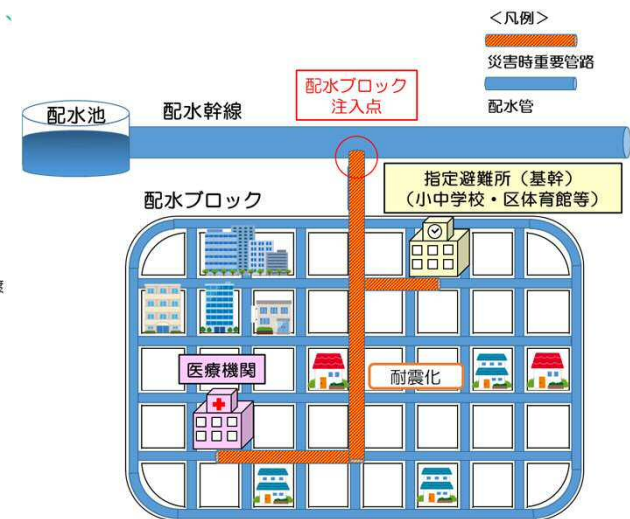 、
<凡例>
災害時重要管路
配水管
配水ブロック
注入点
配水池
配水幹線
指定避難所（基幹）
（小中学校・区体育館等）
配水ブロック
医療機関
耐震化